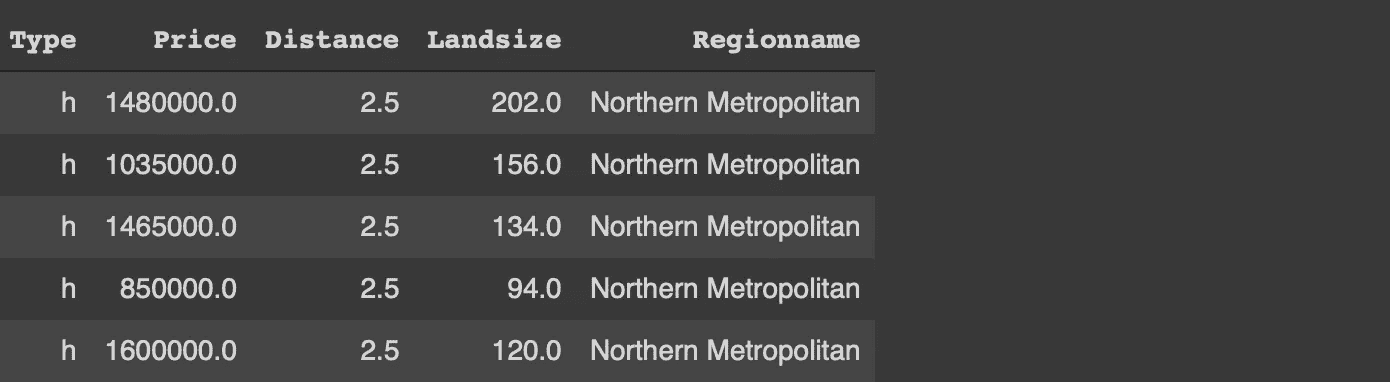 Type Price Distance Landsize Regionname
h 1480000.0 2.5 202.0 Northern Metropolitan
h 1035000.0 2.5 156.0 Northern Metropolitan
h 1465000.0 2.5 134.0 Northern Metropolitan
h 850000.0 2.5 94.0 Northern Metropolitan
h 1600000.0 2.5 120.0 Northern Metropolitan